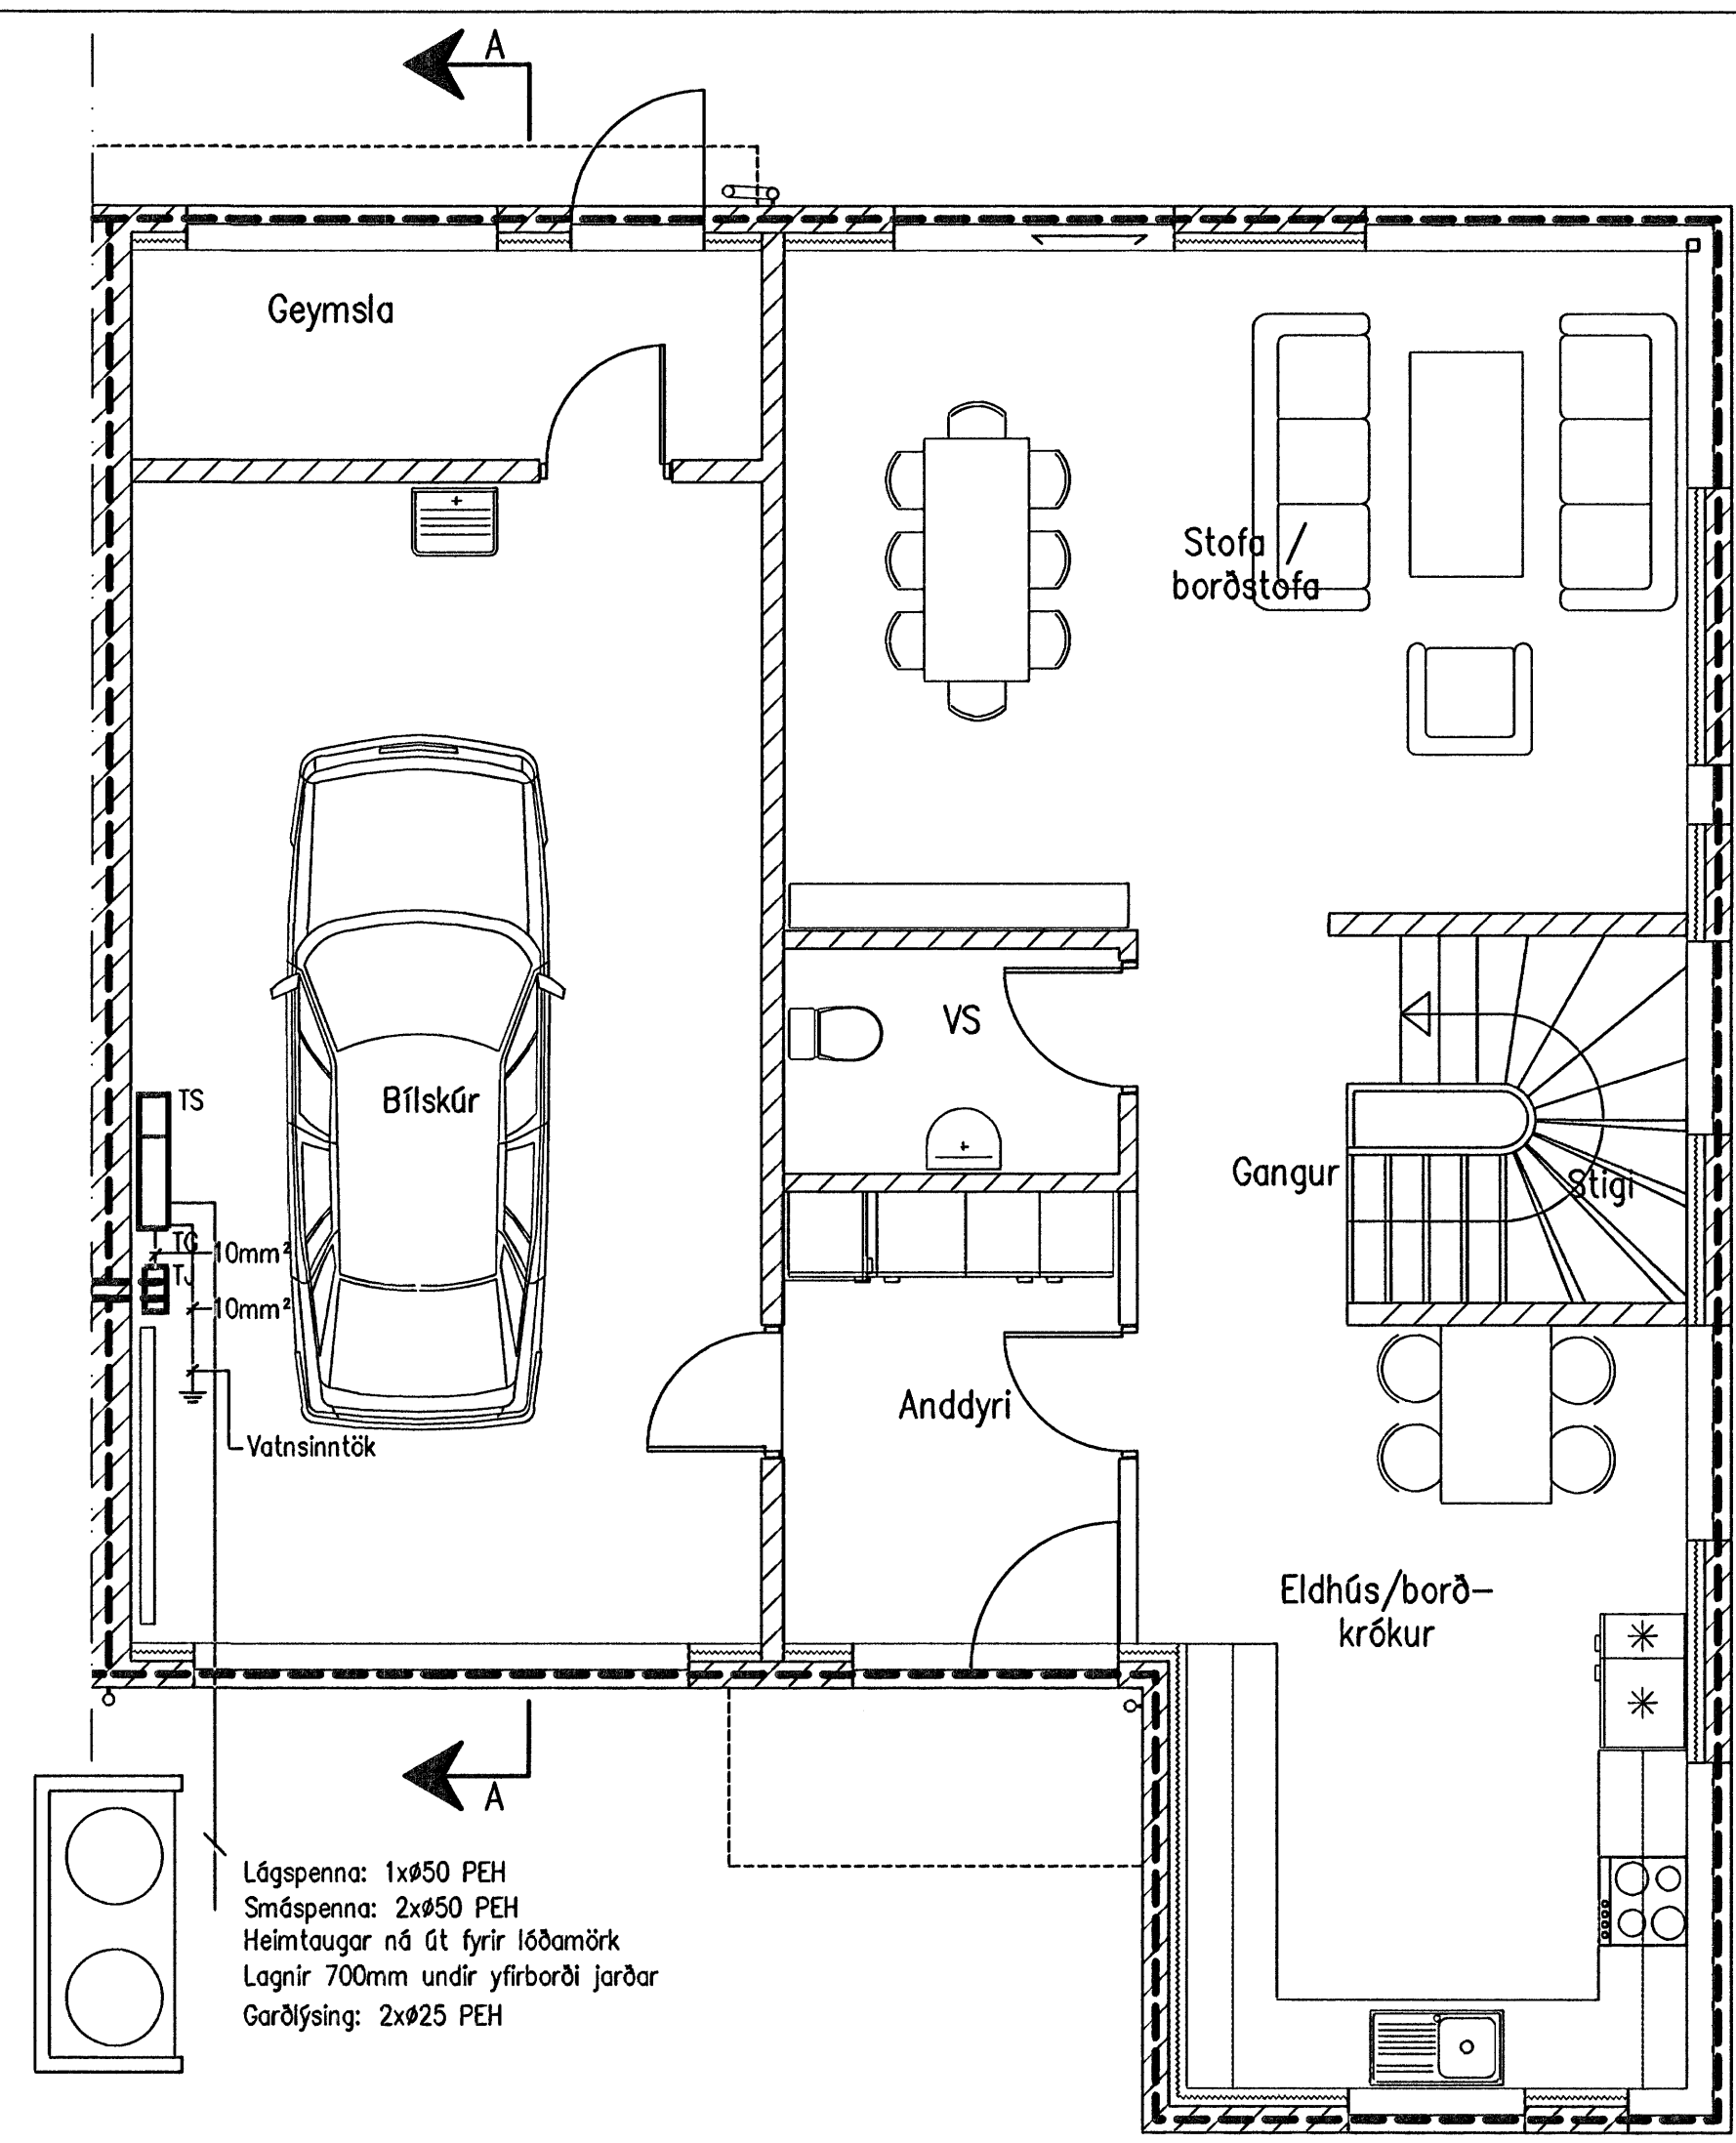 A
Geymsla
Stofa /
borðstofa
VS
Bílskúr
TS
Gangur
Stigi
TG
10mm²
TJ
10mm²
Anddyri
Vatnsinntök
Eldhús/borð-
krókur
A
Lágspenna: 1xø50 PEH
Smáspenna: 2xø50 PEH
Heimtaugar ná út fyrir lóðamörk
Lagnir 700mm undir yfirborði jarðar
Garðlýsing: 2xø25 PEH